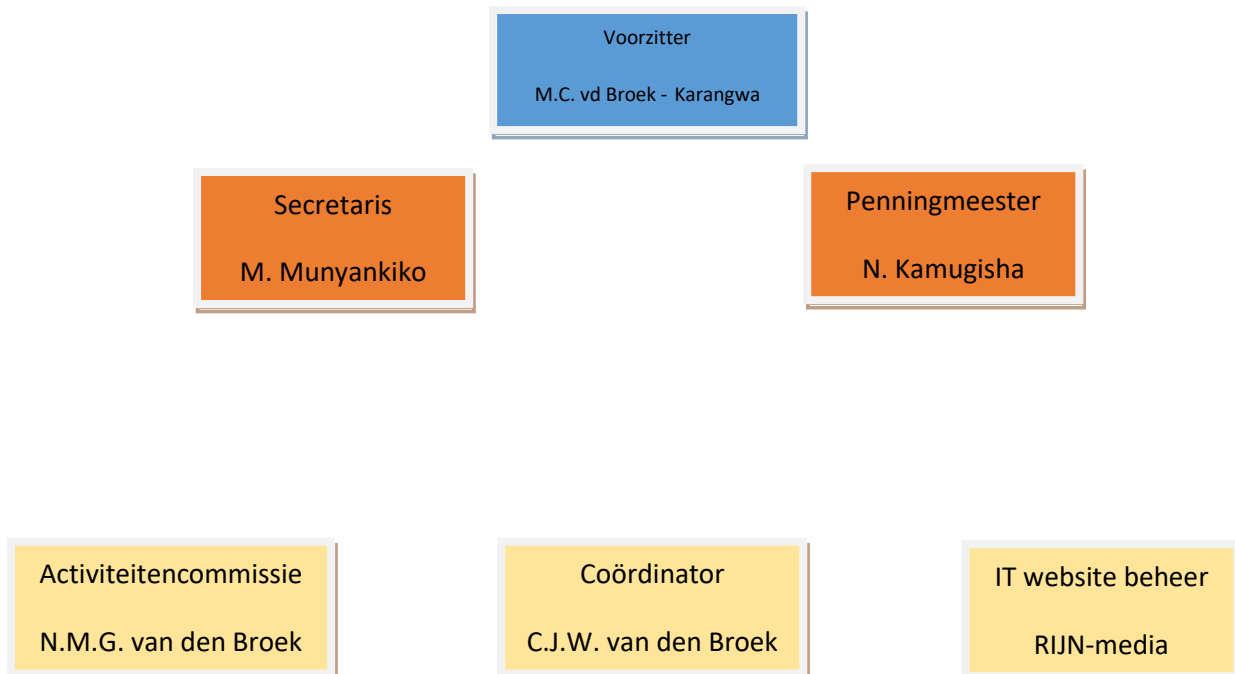 Voorzitter
M.C. vd Broek - Karangwa
Secretaris
M. Munyankiko
Penningmeester
N. Kamugisha
Activiteitencommissie
N.M.G. van den Broek
Coördinator
C.J.W. van den Broek
IT website beheer
RIJN-media